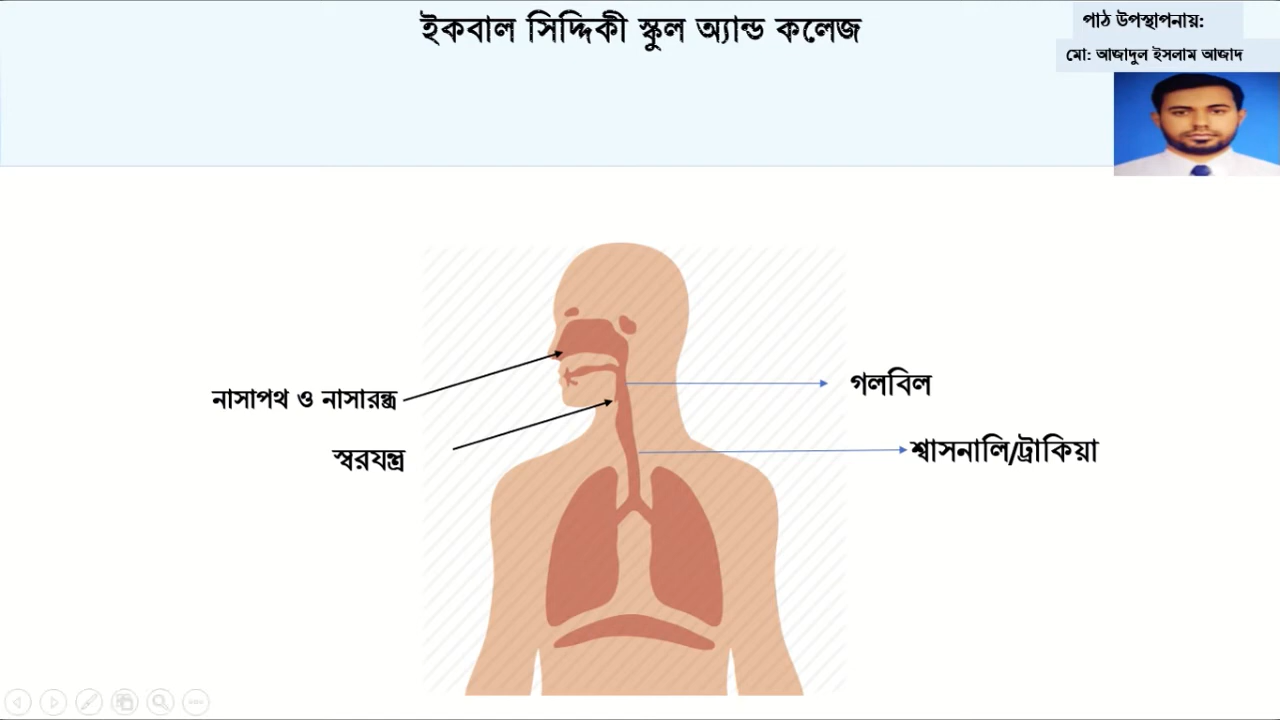 ইকবাল সিদ্দিকী স্কুল অ্যান্ড কলেজ
পাঠ উপস্থাপনায়:
মো: আজাদুল ইসলাম আজাদ
নাসাপথ ও নাসারন্ধ্র
গলবিল
স্বরযন্ত্র
শ্বাসনালি/ট্রাকিয়া